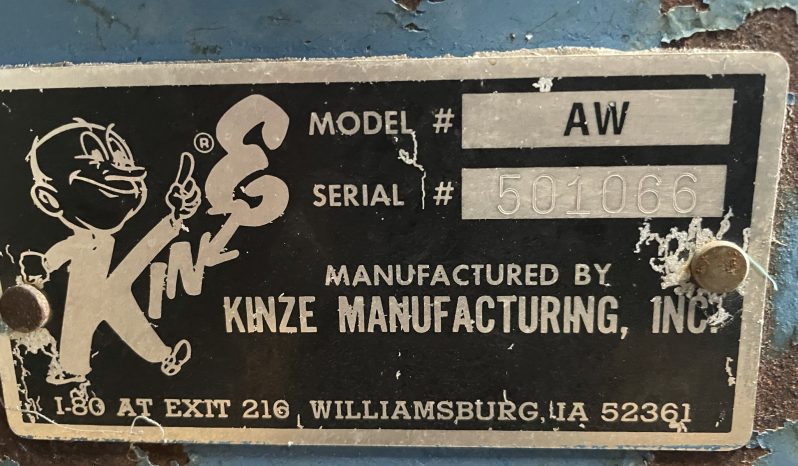 KINZE ®
MODEL # AW
SERIAL # 501066
MANUFACTURED BY
KINZE MANUFACTURING, INC.
I-80 AT EXIT 216 WILLIAMSBURG, IA 52361